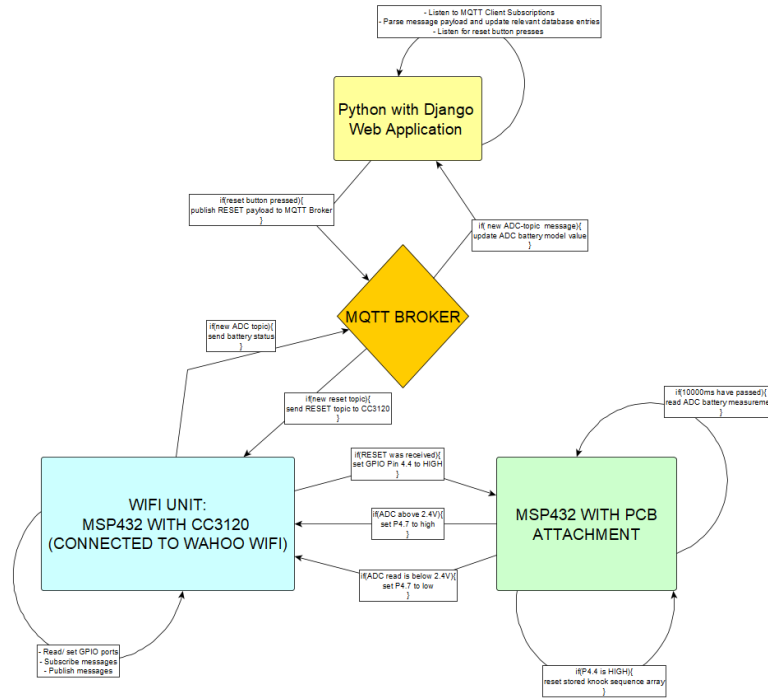 - Listen to MQTT Client Subscriptions
- Parse message payload and update relevant database entries
- Listen for reset button presses
Python with Django
Web Application
if(reset button pressed){
publish RESET payload to MQTT Broker
}
if( new ADC-topic  message){
update ADC battery model value
}
MQTT BROKER
if(new ADC topic){
send battery status
}
if(new reset topic){
send RESET topic to CC3120
}
if(10000ms have passed){
read ADC battery measureme
}
if(RESET was received){
set GPIO Pin 4.4 to HIGH
}
WIFI UNIT:
MSP432 WITH CC3120
(CONNECTED TO WAHOO WIFI)
if(ADC above 2.4V){
set P4.7 to high
}
MSP432 WITH PCB
ATTACHMENT
if(ADC read is below 2.4V){
set P4.7 to low
}
- Read/ set GPIO ports
- Subscribe messages
- Publish messages
if(P4.4 is HIGH){
reset stored knock sequence array
}